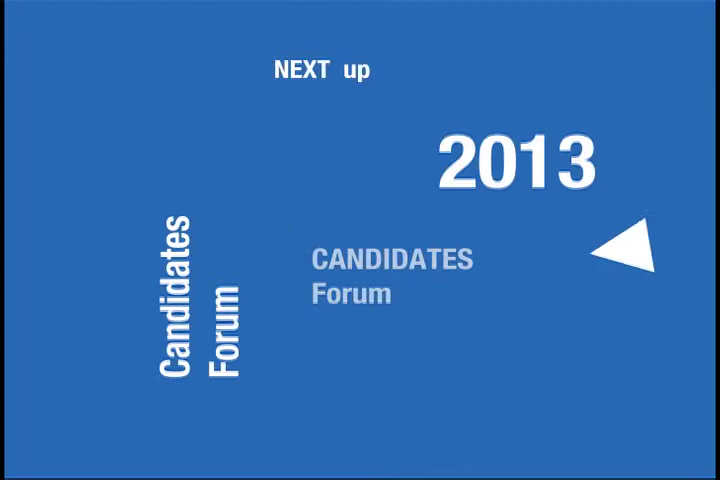 NEXT up
2013
Candidates
Forum
CANDIDATES
Forum